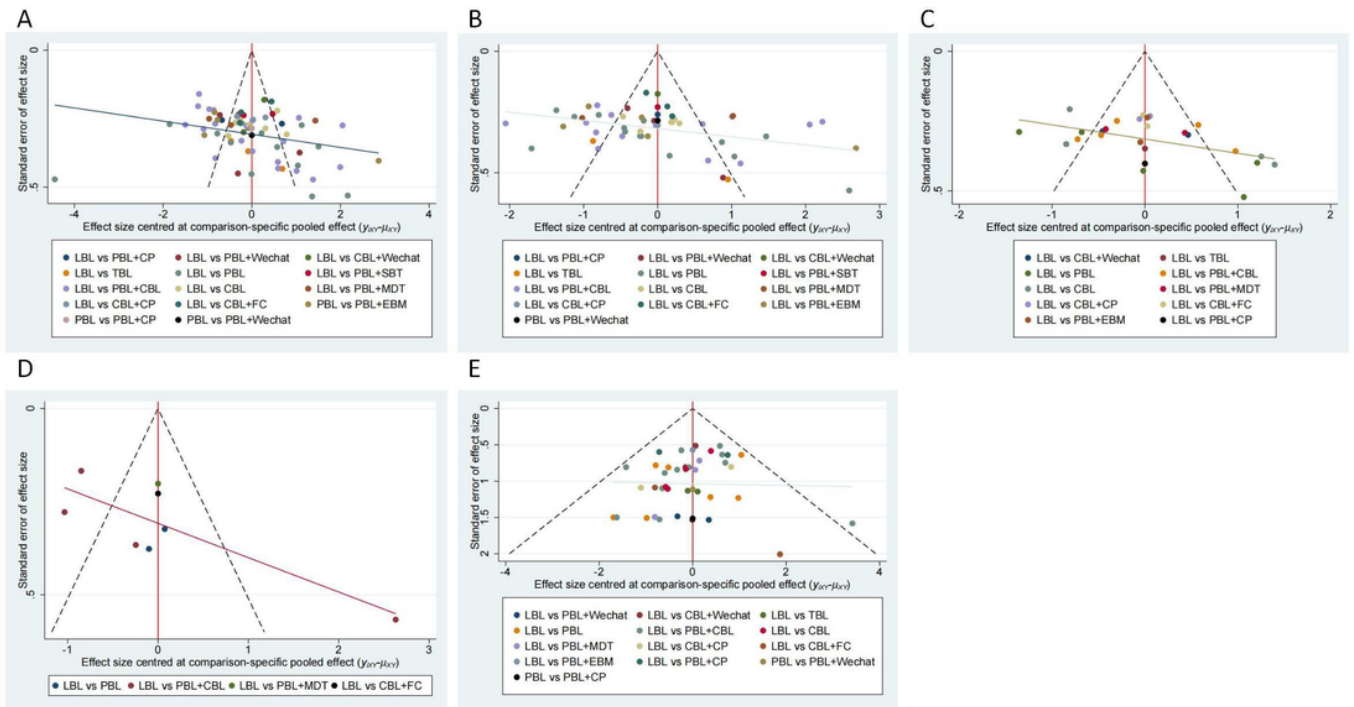 A
Standard error of effect size
0
.5
-4
-2
0
2
4
Effect size centred at comparison-specific pooled effect (yiXY-μXY)
LBL vs PBL+CP
LBL vs PBL+Wechat
LBL vs CBL+Wechat
LBL vs TBL
LBL vs PBL
LBL vs PBL+SBT
LBL vs PBL+CBL
LBL vs CBL
LBL vs PBL+MDT
LBL vs CBL+CP
LBL vs CBL+FC
PBL vs PBL+EBM
PBL vs PBL+CP
PBL vs PBL+Wechat
B
Standard error of effect size
0
.5
-2
-1
0
1
2
3
Effect size centred at comparison-specific pooled effect (yiXY-μXY)
LBL vs PBL+CP
LBL vs PBL+Wechat
LBL vs CBL+Wechat
LBL vs TBL
LBL vs PBL
LBL vs PBL+SBT
LBL vs PBL+CBL
LBL vs CBL
LBL vs PBL+MDT
LBL vs CBL+CP
LBL vs CBL+FC
LBL vs PBL+EBM
PBL vs PBL+Wechat
C
Standard error of effect size
0
.5
-2
-1
0
1
2
Effect size centred at comparison-specific pooled effect (yiXY-μXY)
LBL vs CBL+Wechat
LBL vs TBL
LBL vs PBL
LBL vs PBL+CBL
LBL vs CBL
LBL vs PBL+MDT
LBL vs CBL+CP
LBL vs CBL+FC
LBL vs PBL+EBM
LBL vs PBL+CP
D
Standard error of effect size
0
.5
-1
0
1
2
3
Effect size centred at comparison-specific pooled effect (yiXY-μXY)
LBL vs PBL
LBL vs PBL+CBL
LBL vs PBL+MDT
LBL vs CBL+FC
E
Standard error of effect size
0
.5
1
1.5
2
-4
-2
0
2
4
Effect size centred at comparison-specific pooled effect (yiXY-μXY)
LBL vs PBL+Wechat
LBL vs CBL+Wechat
LBL vs TBL
LBL vs PBL
LBL vs PBL+CBL
LBL vs CBL
LBL vs PBL+MDT
LBL vs CBL+CP
LBL vs CBL+FC
LBL vs PBL+EBM
LBL vs PBL+CP
PBL vs PBL+Wechat
PBL vs PBL+CP